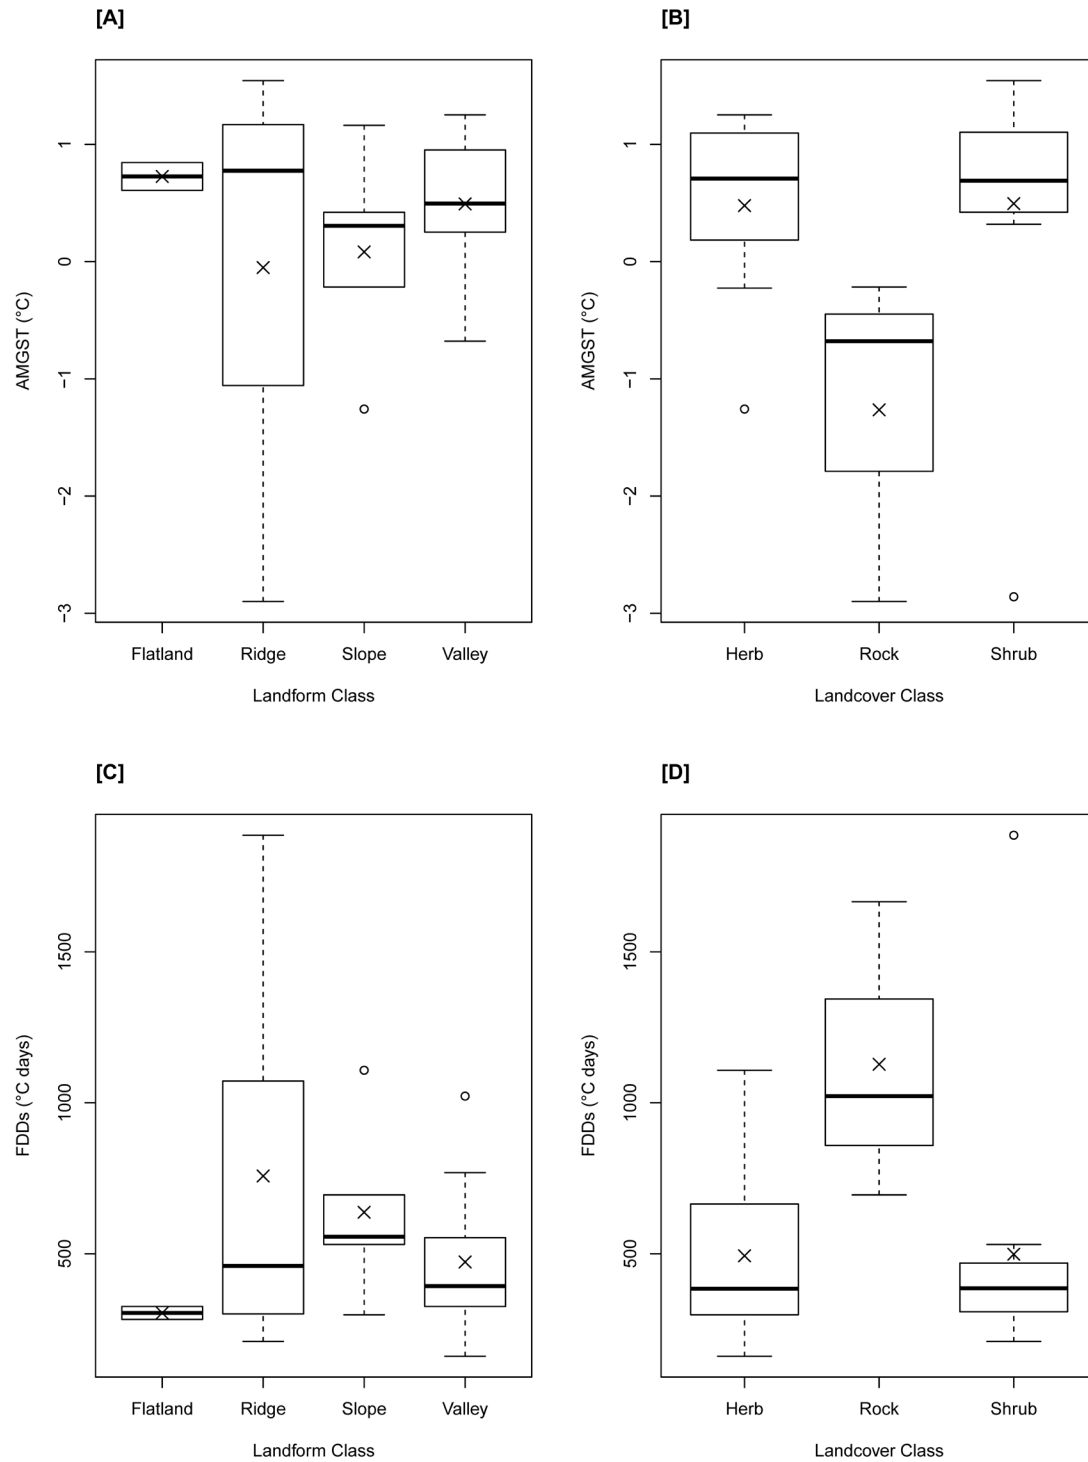 [A]
AMGST (°C)
1
0
−1
−2
−3
Flatland Ridge Slope Valley
Landform Class
[B]
AMGST (°C)
1
0
−1
−2
−3
Herb Rock Shrub
Landcover Class
[C]
FDDs (°C days)
1500
1000
500
Flatland Ridge Slope Valley
Landform Class
[D]
FDDs (°C days)
1500
1000
500
Herb Rock Shrub
Landcover Class